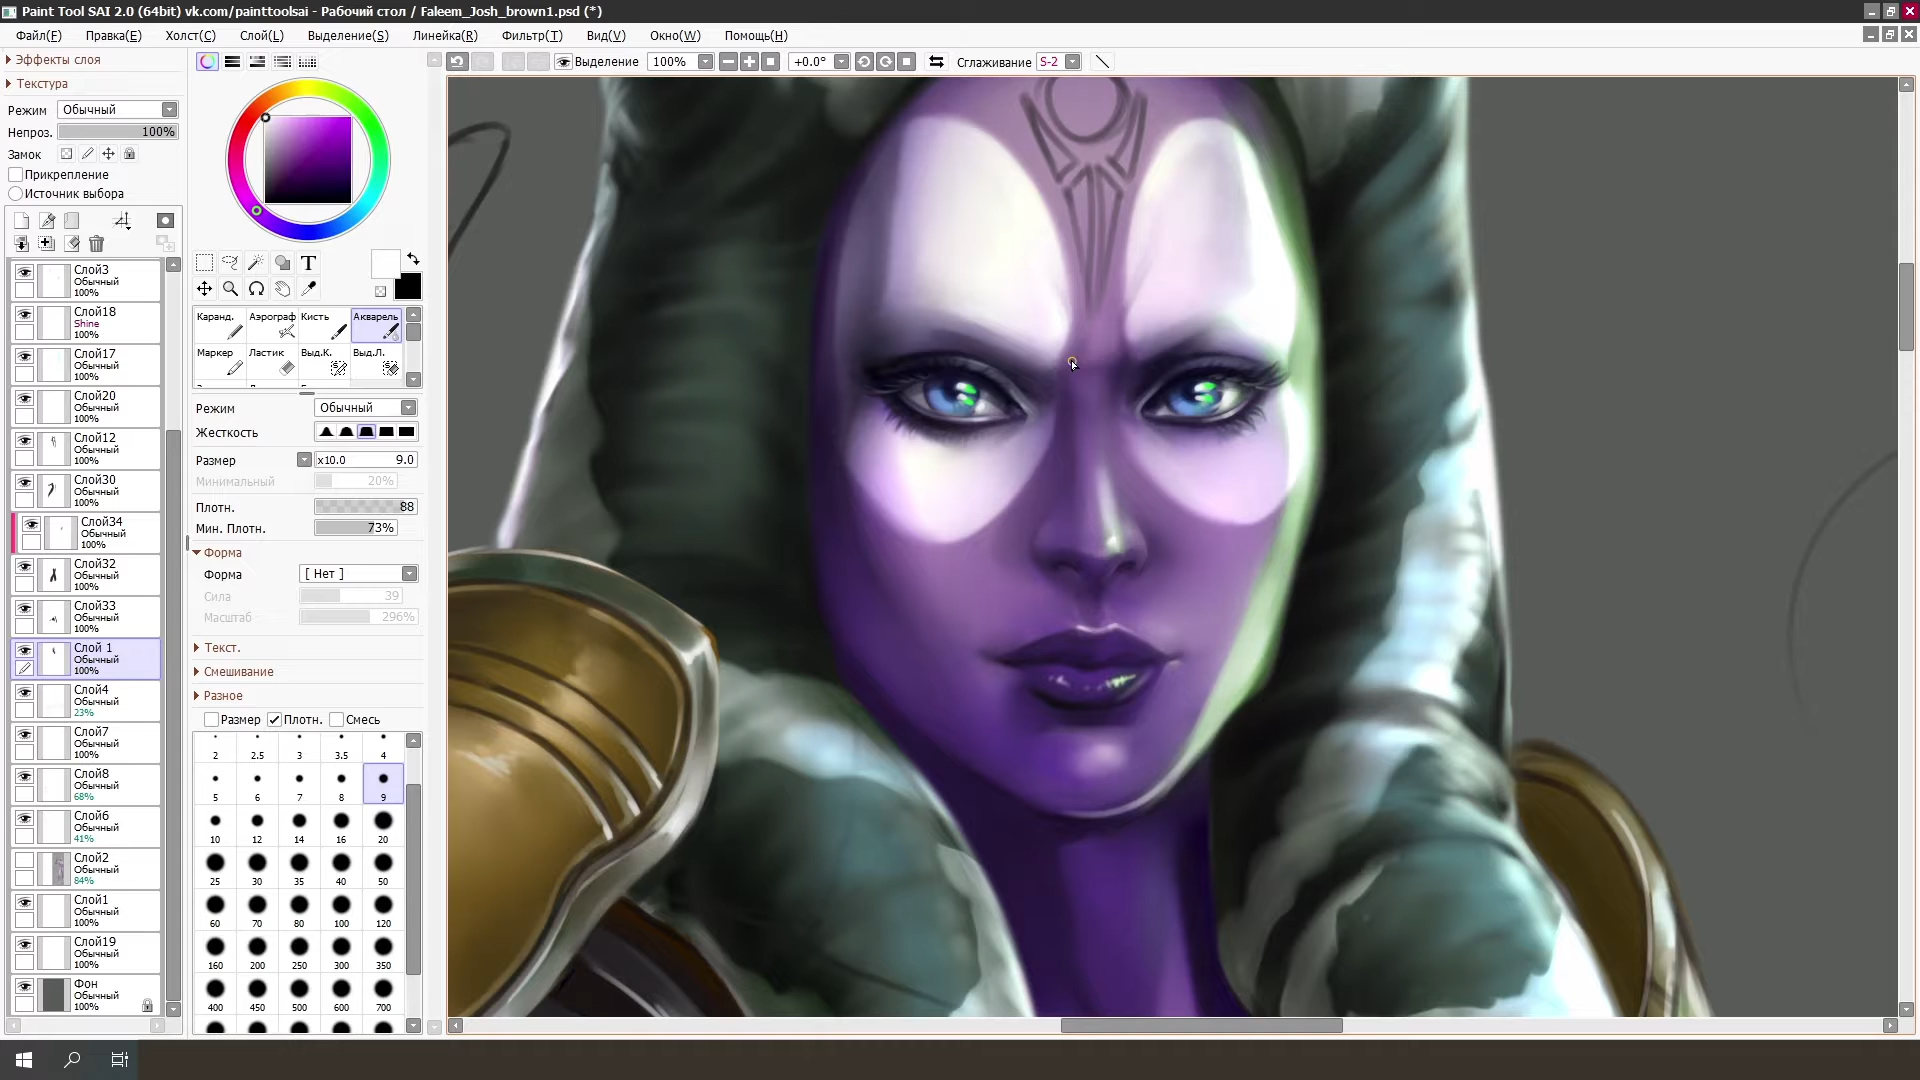 Paint Tool SAI 2.0 (64bit) vk.com/painttoolsai - Рабочий стол / Faleem_Josh_brown1.psd (*)
Файл(F) Правка(E) Холст(C) Слой(L) Выделение(S) Линейка(R) Фильтр(T) Вид(V) Окно(W) Помощь(H)
Выделение 100% +0.0° Сглаживание S-2
Эффекты слоя
Текстура
Режим Обычный
Непроз. 100%
Замок
Прикрепление
Источник выбора
Слой3
Обычный
100%
Слой18
Shine
100%
Слой17
Обычный
100%
Слой20
Обычный
100%
Слой12
Обычный
100%
Слой30
Обычный
100%
Слой34
Обычный
100%
Слой32
Обычный
100%
Слой33
Обычный
100%
Слой 1
Обычный
100%
Слой4
Обычный
23%
Слой7
Обычный
100%
Слой8
Обычный
68%
Слой6
Обычный
41%
Слой2
Обычный
84%
Слой1
Обычный
100%
Слой19
Обычный
100%
Фон
Обычный
100%
T
Каранд. Аэрограф Кисть Акварель
Маркер Ластик Выд.К. Выд.Л.
Режим Обычный
Жесткость
Размер x10.0 9.0
Минимальный 20%
Плотн. 88
Мин. Плотн. 73%
Форма
Форма [ Нет ]
Сила 39
Масштаб 296%
Текст.
Смешивание
Разное
Размер Плотн. Смесь
2 2.5 3 3.5 4
5 6 7 8 9
10 12 14 16 20
25 30 35 40 50
60 70 80 100 120
160 200 250 300 350
400 450 500 600 700